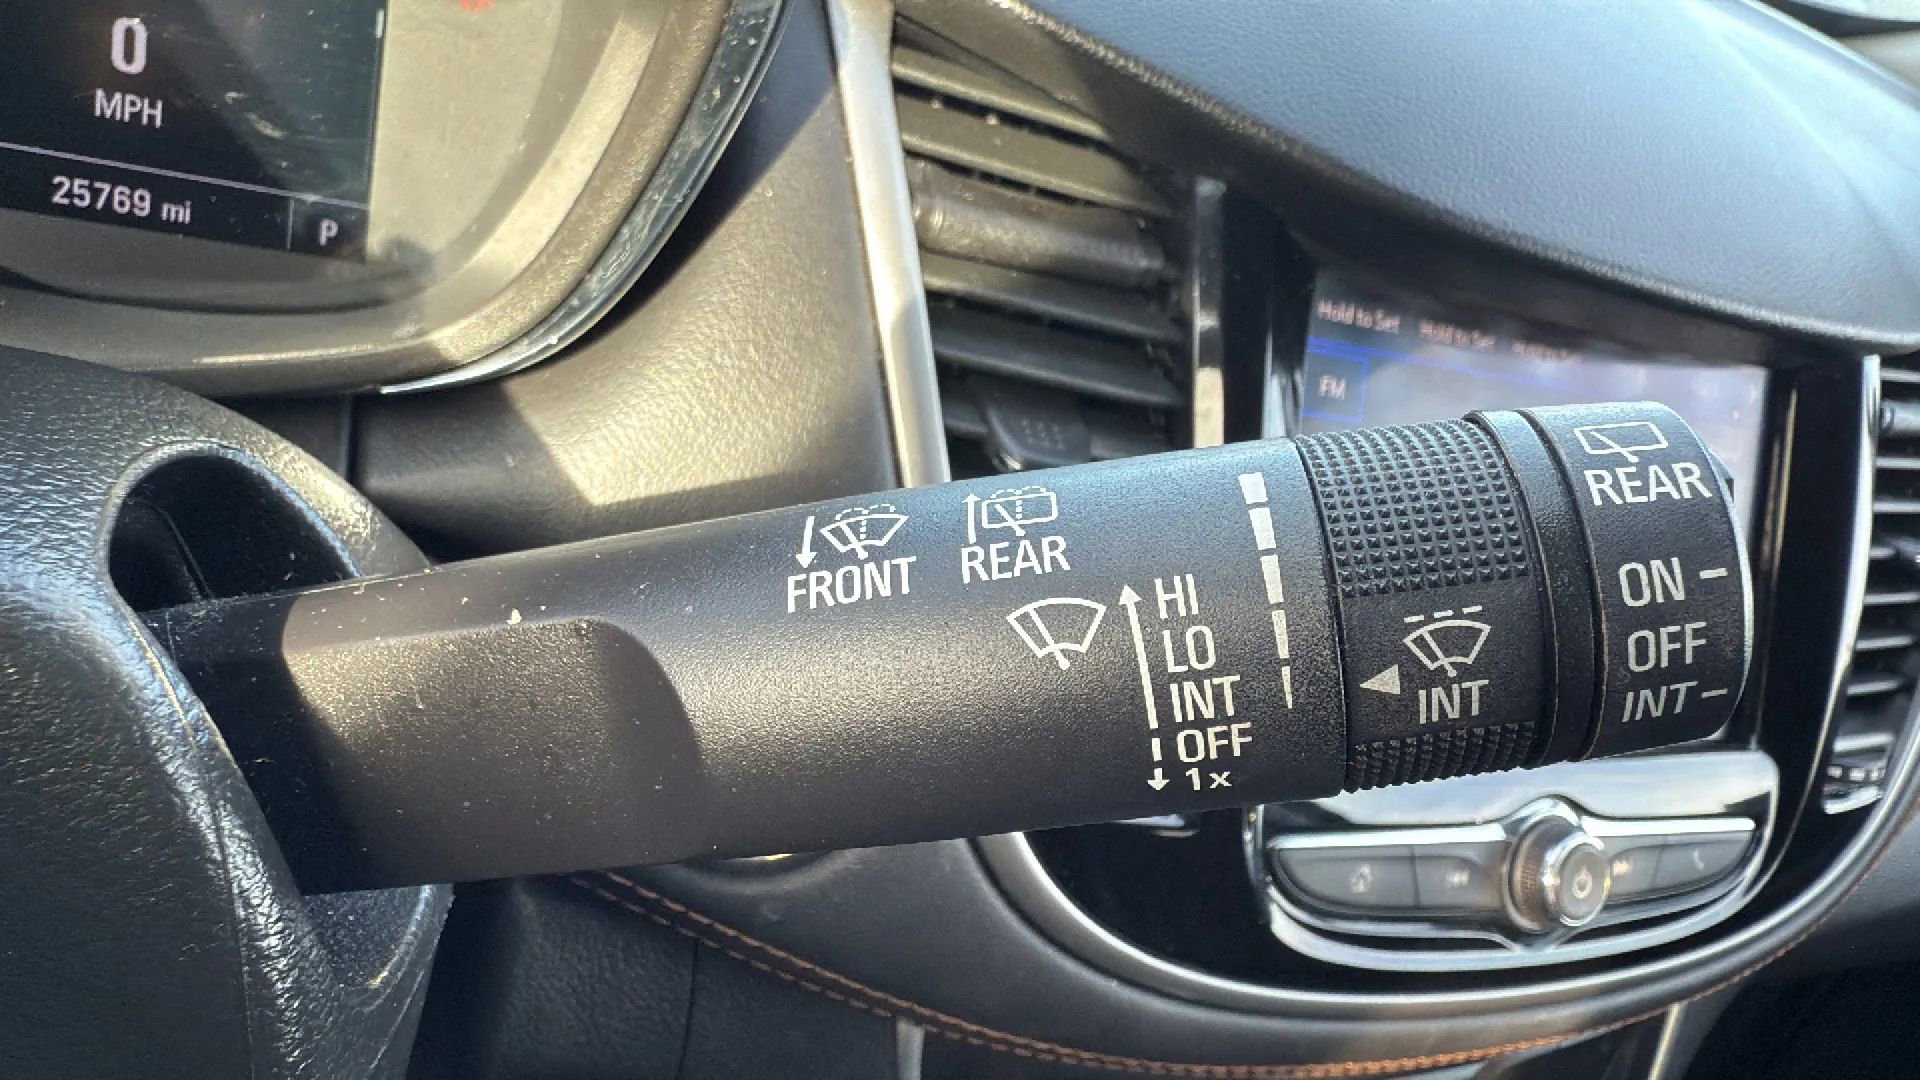 0
MPH
25769 mi
P
Hold to Set Hold to Set
FM
FRONT
REAR
HI
LO
INT
OFF
1x
INT
REAR
ON
OFF
INT